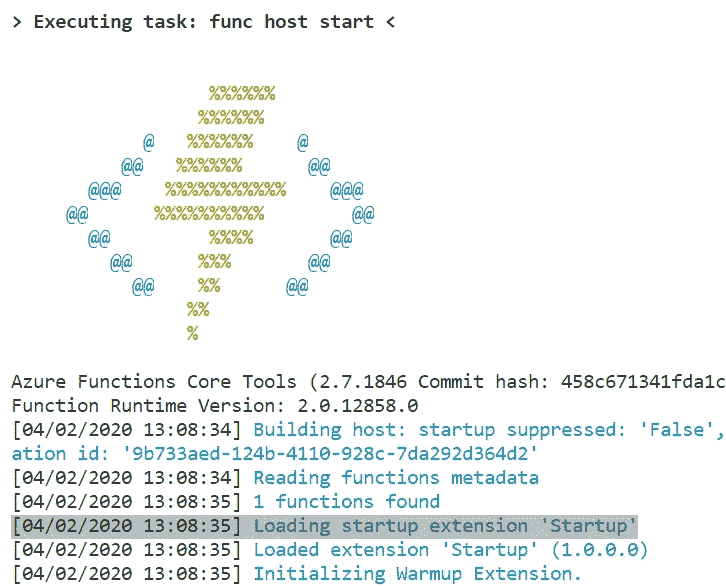 > Executing task: func host start <
%%%%%%
%%%%%%
@ %%%%%% @
@@ %%%%%% @@
@@@ %%%%%%%%%%% @@@
@@ %%%%%%%%%% @@
@@ %%%% @@
@@ %%% @@
@@ %% @@
%%
%
Azure Functions Core Tools (2.7.1846 Commit hash: 458c671341fda1c
Function Runtime Version: 2.0.12858.0
[04/02/2020 13:08:34] Building host: startup suppressed: 'False',
ation id: '9b733aed-124b-4110-928c-7da292d364d2'
[04/02/2020 13:08:34] Reading functions metadata
[04/02/2020 13:08:35] 1 functions found
[04/02/2020 13:08:35] Loading startup extension 'Startup'
[04/02/2020 13:08:35] Loaded extension 'Startup' (1.0.0.0)
[04/02/2020 13:08:35] Initializing Warmup Extension.